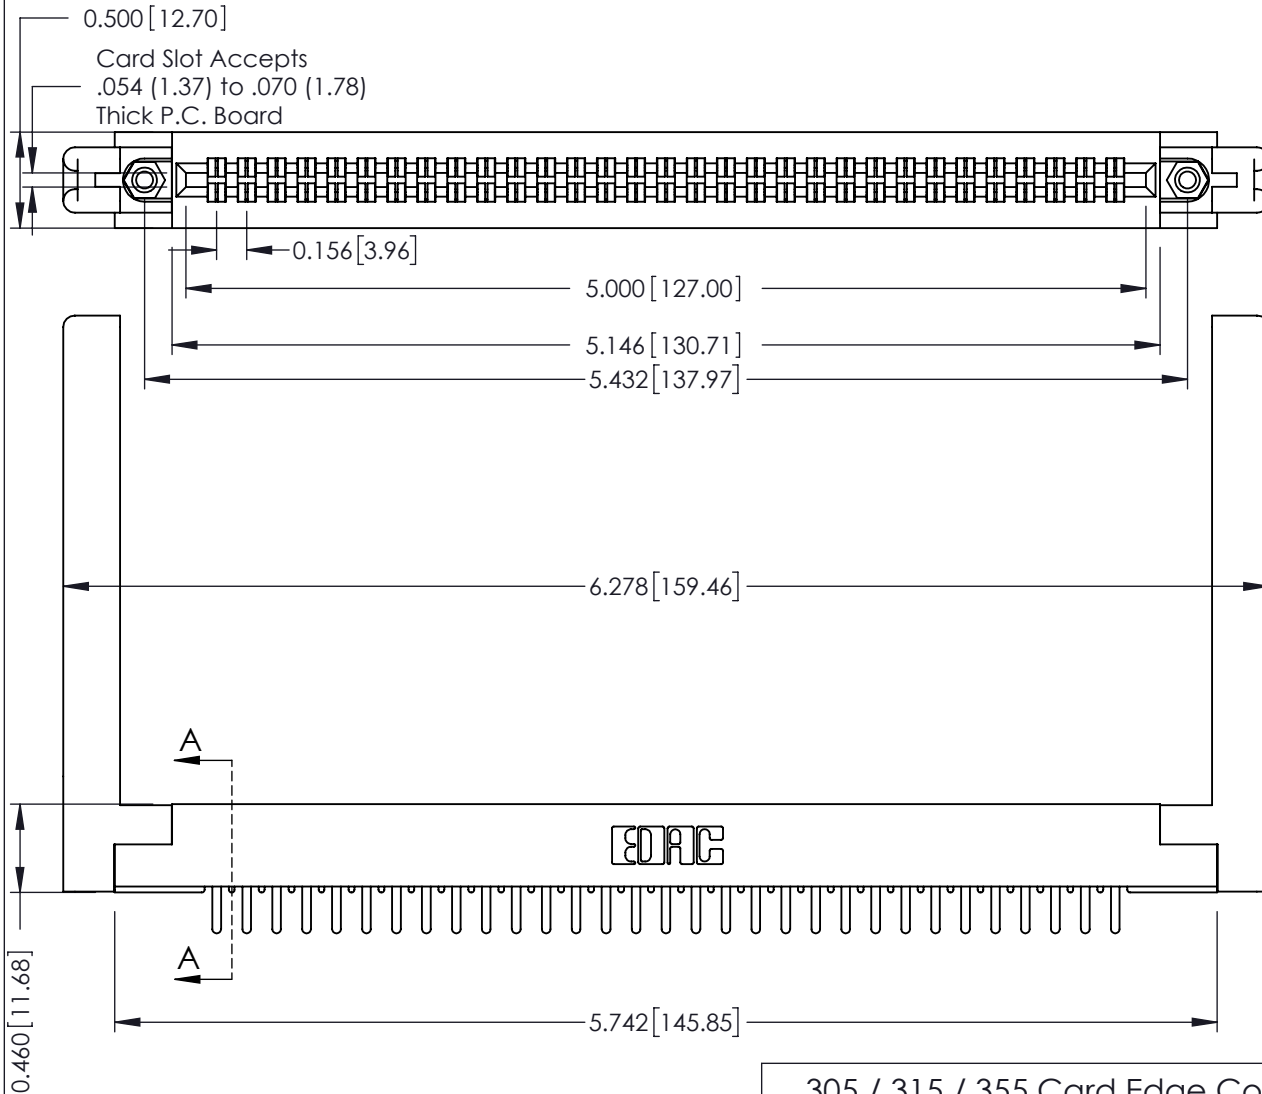 0.500 [12.70]
Card Slot Accepts
.054 (1.37) to .070 (1.78)
Thick P.C. Board
0.156 [3.96]
5.000 [127.00]
5.146 [130.71]
5.432 [137.97]
6.278 [159.46]
A
EDAC
A
0.460 [11.68]
5.742 [145.85]
305 / 315 / 355 Card Edge Co